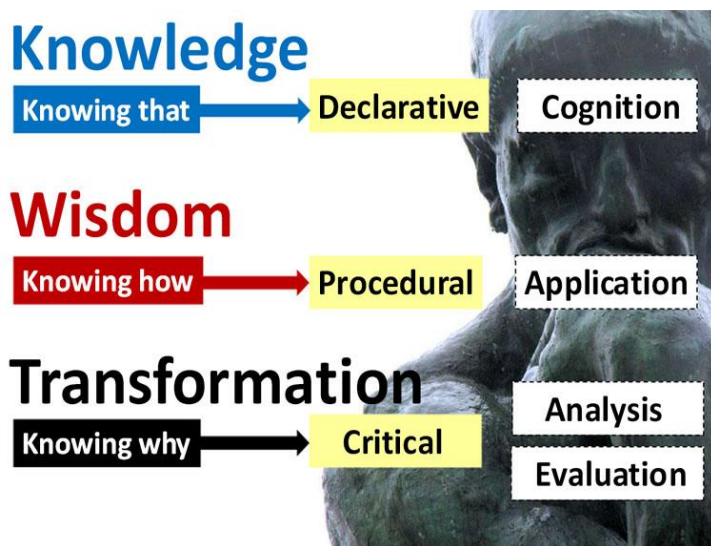 Knowledge
Knowing that Declarative Cognition
Wisdom
Knowing how Procedural Application
Transformation
Analysis
Knowing why Critical
Evaluation